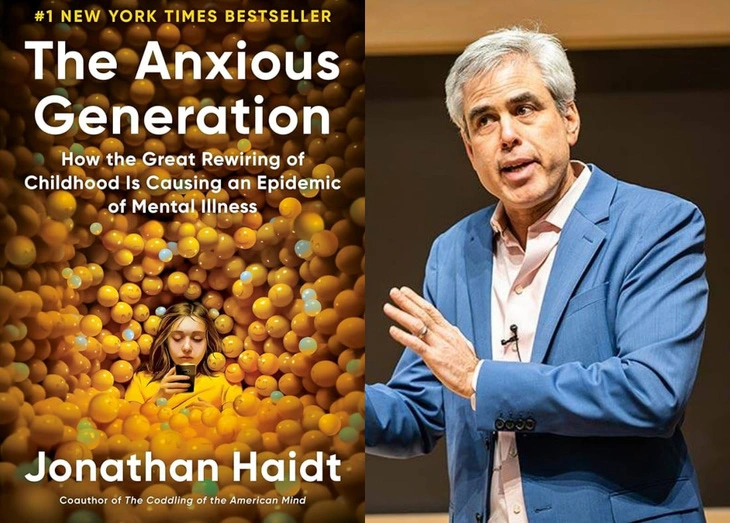 #1 NEW YORK TIMES BESTSELLER
The Anxious
Generation
How the Great Rewiring of
Childhood Is Causing an Epidemic
of Mental Illness
Jonathan Haidt
Coauthor of The Coddling of the American Mind